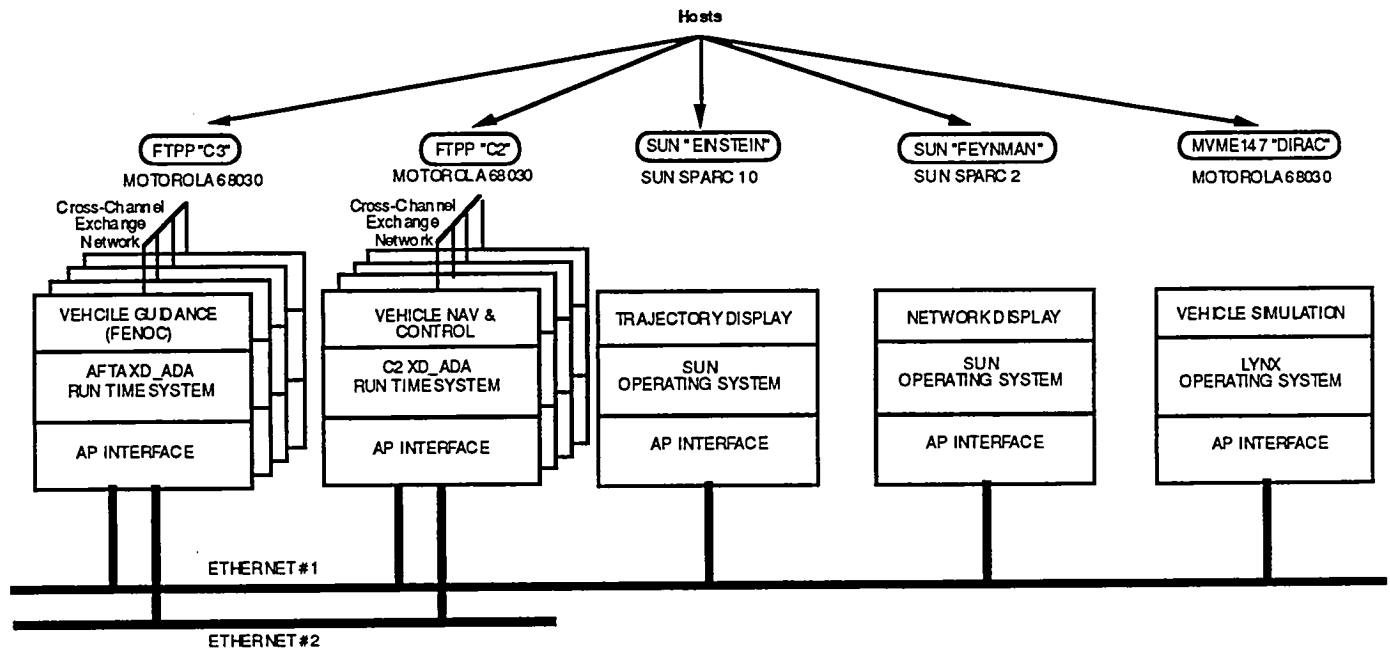 Hosts
FTPP "C3"
MOTOROLA 68030
FTPP "C2"
MOTOROLA 68030
SUN "EINSTEIN"
SUN SPARC 10
SUN "FEYNMAN"
SUN SPARC 2
MVME147 "DIRAC"
MOTOROLA 68030
Cross-Channel
Exchange
Network
Cross-Channel
Exchange
Network
VEHCILE GUIDANCE
(FENOC)
AFTA XD_ADA
RUN TIME SYSTEM
AP INTERFACE
VEHICLE NAV &
CONTROL
C2 XD_ADA
RUN TIME SYSTEM
AP INTERFACE
TRAJECTORY DISPLAY
SUN
OPERATING SYSTEM
AP INTERFACE
NETWORK DISPLAY
SUN
OPERATING SYSTEM
AP INTERFACE
VEHICLE SIMULATION
LYNX
OPERATING SYSTEM
AP INTERFACE
ETHERNET #1
ETHERNET #2